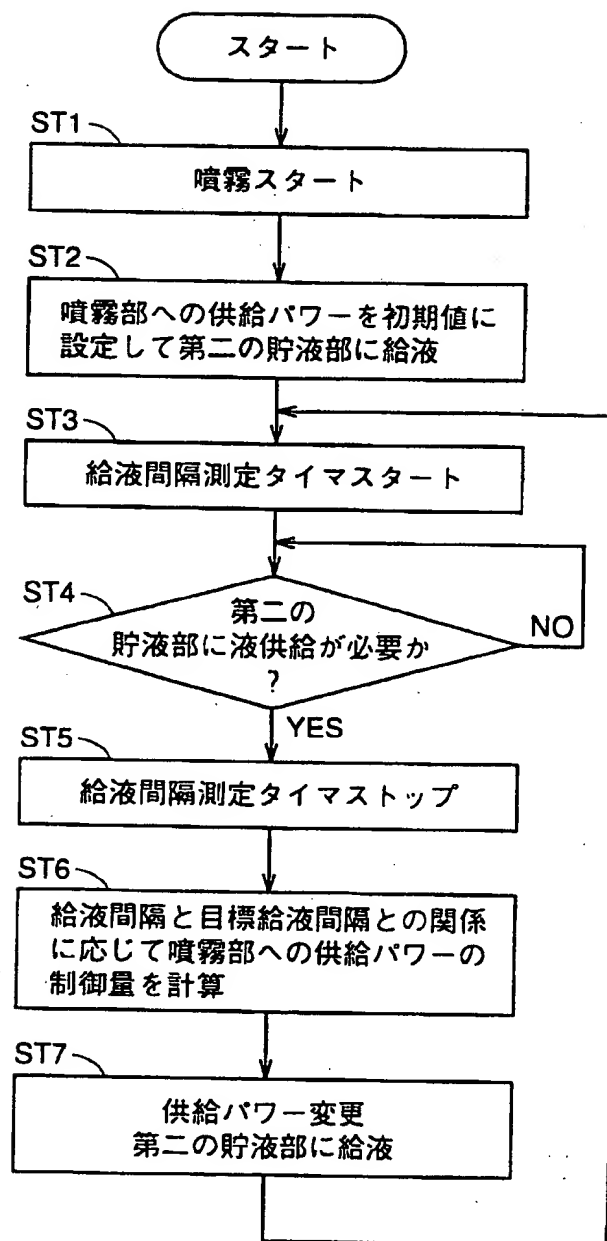 スタート
ST1
噴霧スタート
ST2
噴霧部への供給パワーを初期値に
設定して第二の貯液部に給液
ST3
給液間隔測定タイマスタート
ST4
第二の
貯液部に液供給が必要か
?
NO
YES
ST5
給液間隔測定タイマストップ
ST6
給液間隔と目標給液間隔との関係
に応じて噴霧部への供給パワーの
制御量を計算
ST7
供給パワー変更
第二の貯液部に給液